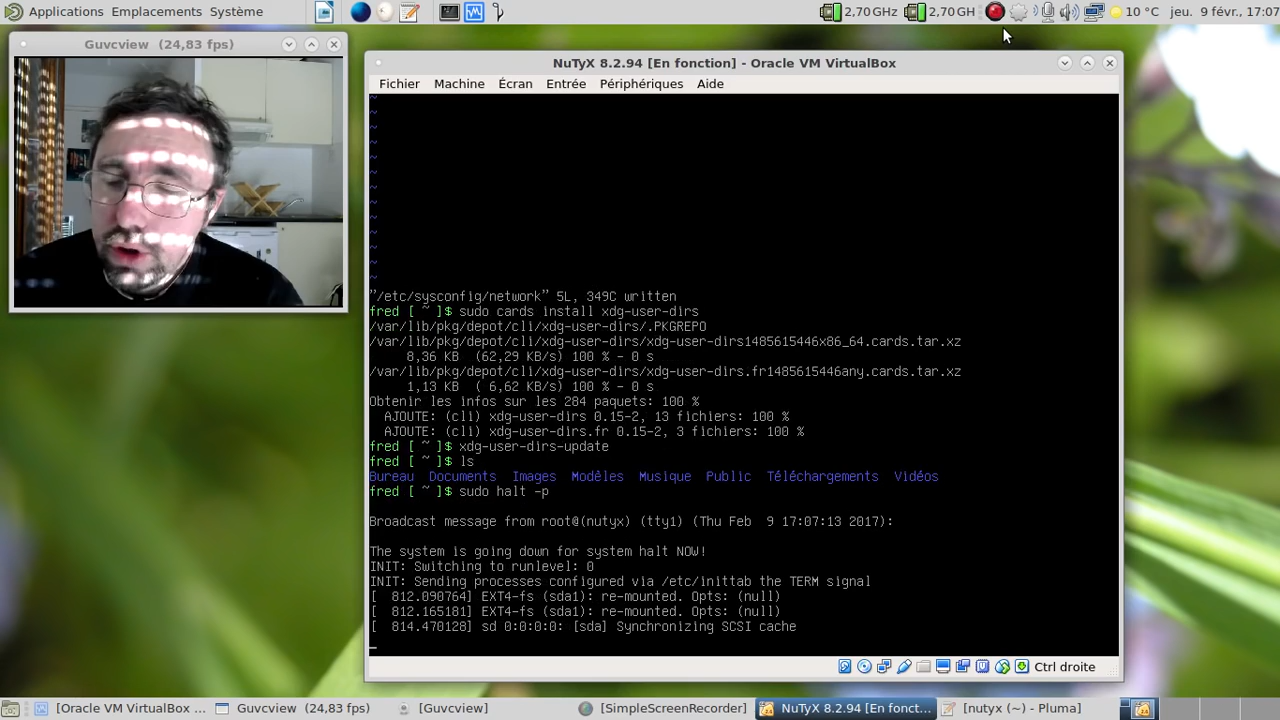 Applications Emplacements Système
2,70 GHz 2,70 GH 10 °C jeu. 9 févr., 17:07
Guvcview (24,83 fps)
NuTyX 8.2.94 [En fonction] - Oracle VM VirtualBox
Fichier Machine Écran Entrée Périphériques Aide
~
~
~
~
~
~
~
~
~
~
~
~
~
"/etc/sysconfig/network" 5L, 349C written
fred [ ~ ]$ sudo cards install xdg-user-dirs
/var/lib/pkg/depot/cli/xdg-user-dirs/.PKGREPO
/var/lib/pkg/depot/cli/xdg-user-dirs/xdg-user-dirs1485615446x86_64.cards.tar.xz
8,36 KB (62,29 KB/s) 100 % - 0 s
/var/lib/pkg/depot/cli/xdg-user-dirs/xdg-user-dirs.fr1485615446any.cards.tar.xz
1,13 KB ( 6,62 KB/s) 100 % - 0 s
Obtenir les infos sur les 284 paquets: 100 %
AJOUTE: (cli) xdg-user-dirs 0.15-2, 13 fichiers: 100 %
AJOUTE: (cli) xdg-user-dirs.fr 0.15-2, 3 fichiers: 100 %
fred [ ~ ]$ xdg-user-dirs-update
fred [ ~ ]$ ls
Bureau Documents Images Modèles Musique Public Téléchargements Vidéos
fred [ ~ ]$ sudo halt -p
Broadcast message from root@(nutyx) (tty1) (Thu Feb 9 17:07:13 2017):
The system is going down for system halt NOW!
INIT: Switching to runlevel: 0
INIT: Sending processes configured via /etc/inittab the TERM signal
[ 812.090764] EXT4-fs (sda1): re-mounted. Opts: (null)
[ 812.165181] EXT4-fs (sda1): re-mounted. Opts: (null)
[ 814.470128] sd 0:0:0:0: [sda] Synchronizing SCSI cache
Ctrl droite
[Oracle VM VirtualBox ... Guvcview (24,83 fps) [Guvcview] [SimpleScreenRecorder] NuTyX 8.2.94 [En fonct... [nutyx (~) - Pluma]